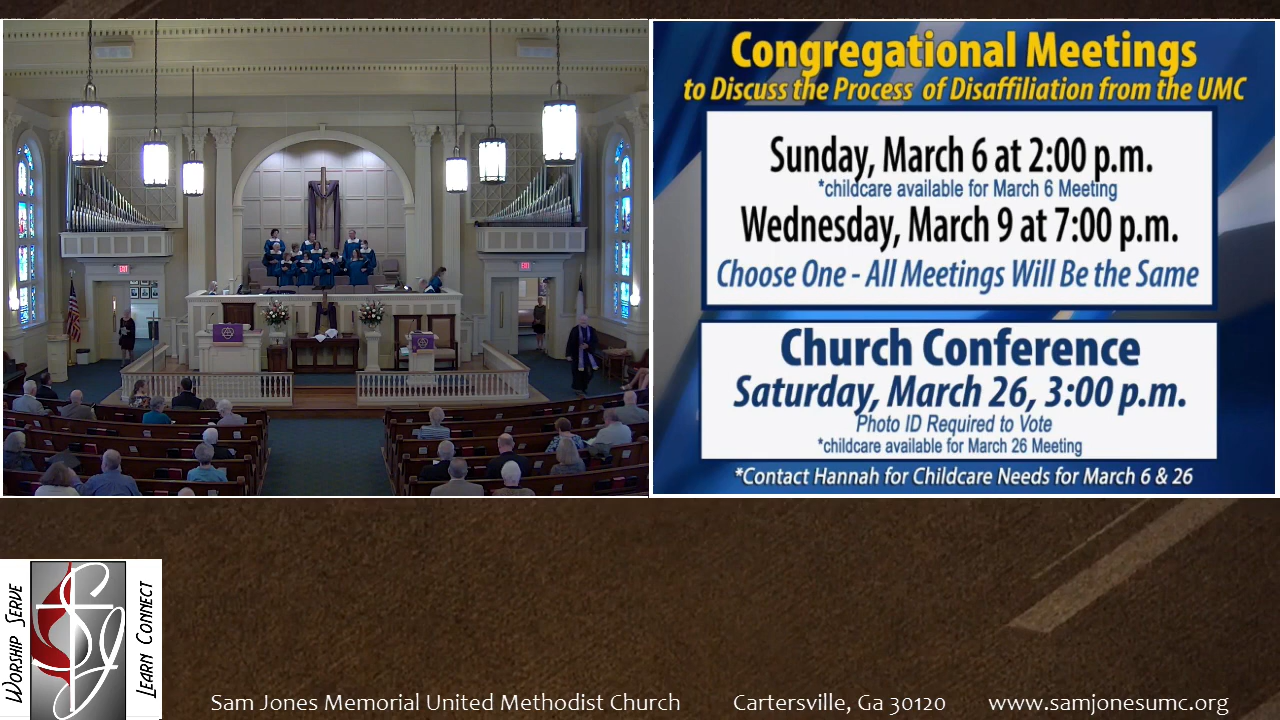 Congregational Meetings
to Discuss the Process of Disaffiliation from the UMC
Sunday, March 6 at 2:00 p.m.
*childcare available for March 6 Meeting
Wednesday, March 9 at 7:00 p.m.
Choose One - All Meetings Will Be the Same
Church Conference
Saturday, March 26, 3:00 p.m.
Photo ID Required to Vote
*childcare available for March 26 Meeting
*Contact Hannah for Childcare Needs for March 6 & 26
EXIT
EXIT
Worship Serve
SJ
Learn Connect
Sam Jones Memorial United Methodist Church Cartersville, Ga 30120 www.samjonesumc.org